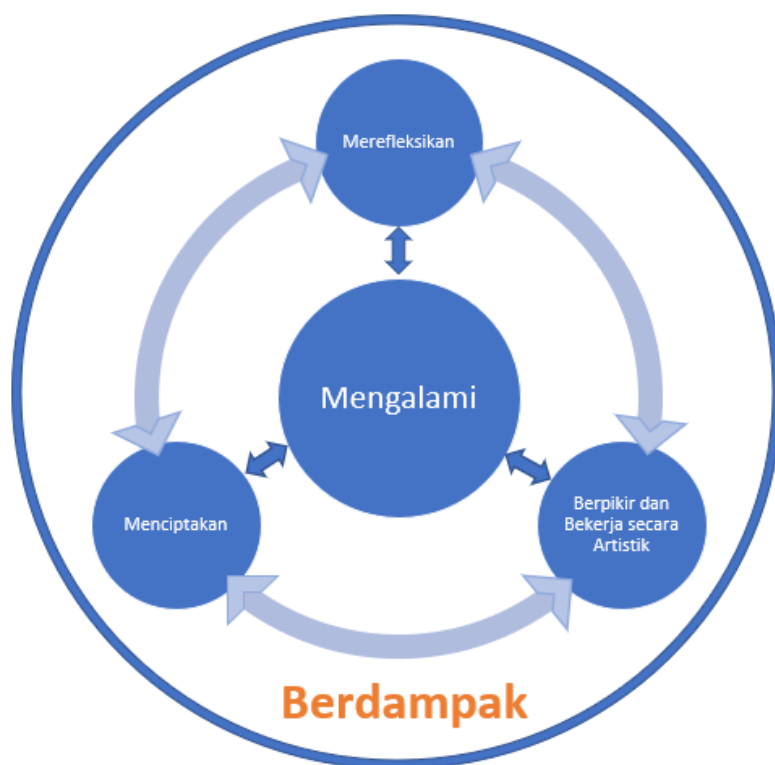 Merefleksikan
Mengalami
Menciptakan
Berpikir dan
Bekerja secara
Artistik
Berdampak